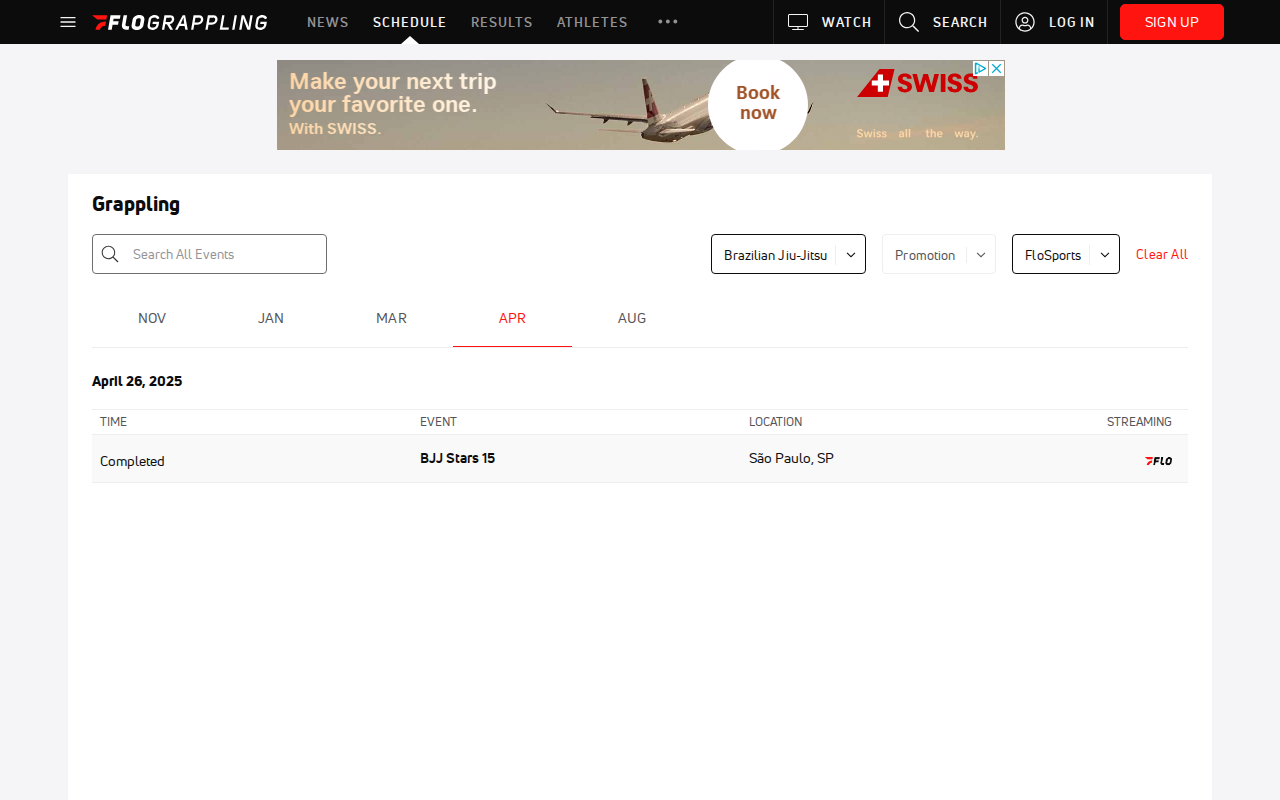 FLOGRAPPLING
NEWS
SCHEDULE
RESULTS
ATHLETES
WATCH
SEARCH
LOG IN
SIGN UP
Make your next trip
your favorite one.
With SWISS.
Book
now
SWISS
Swiss all the way.
Grappling
Search All Events
Brazilian Jiu-Jitsu
Promotion
FloSports
Clear All
NOV
JAN
MAR
APR
AUG
April 26, 2025
TIME
EVENT
LOCATION
STREAMING
Completed
BJJ Stars 15
São Paulo, SP
FLO